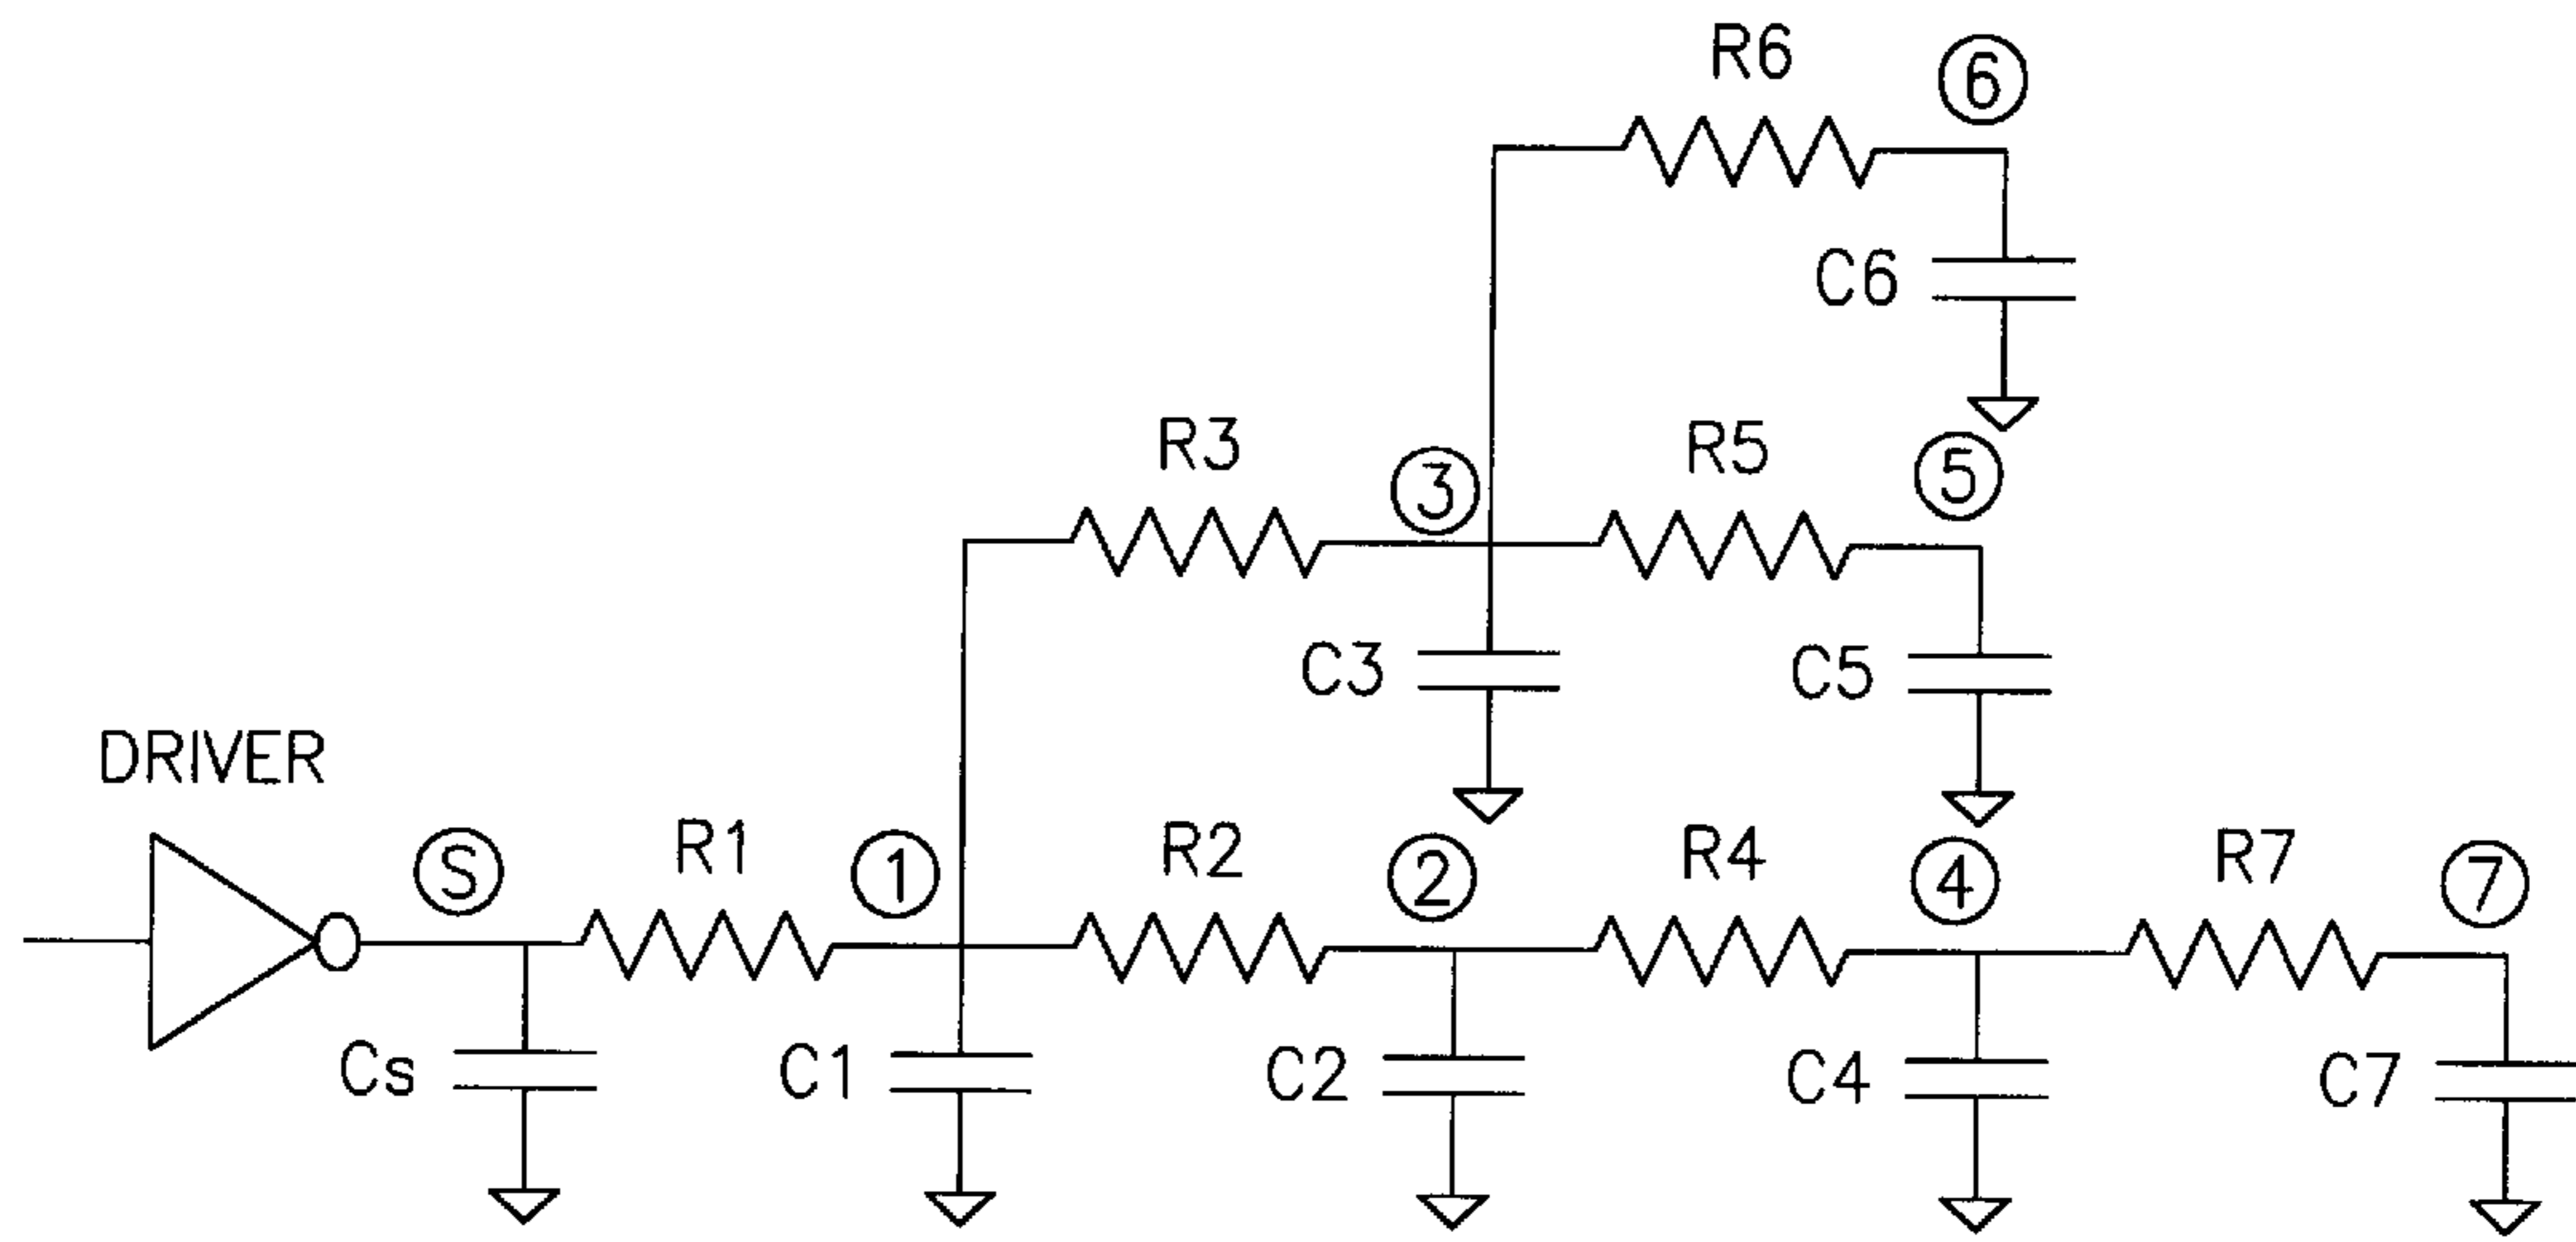 R6
⑥
C6
R3
③
R5
⑤
C3
C5
DRIVER
Ⓢ
R1
①
R2
②
R4
④
R7
⑦
Cs
C1
C2
C4
C7